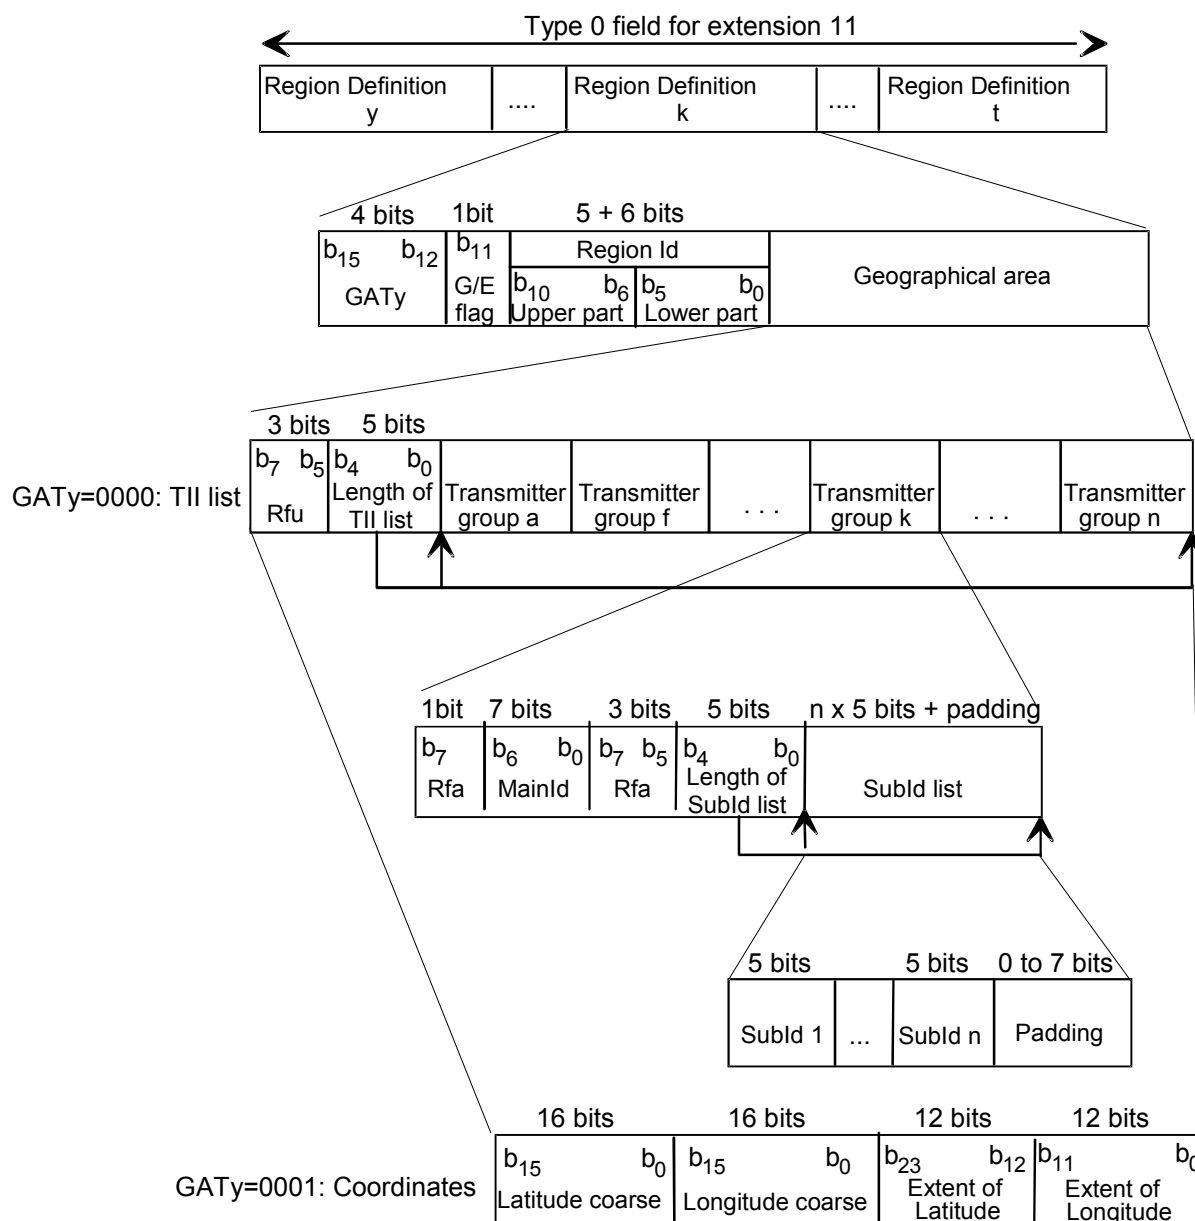 Type 0 field for extension 11
Region Definition y .... Region Definition k .... Region Definition t
4 bits 1bit 5 + 6 bits
b15 b12 b11 Region Id
GATy G/E flag b10 b6 b5 b0 Geographical area
Upper part Lower part
3 bits 5 bits
b7 b5 b4 b0
GATy=0000: TII list Rfu Length of TII list Transmitter group a Transmitter group f . . . Transmitter group k . . . Transmitter group n
1bit 7 bits 3 bits 5 bits n x 5 bits + padding
b7 b6 b0 b7 b5 b4 b0
Rfa MainId Rfa Length of SubId list SubId list
5 bits 5 bits 0 to 7 bits
SubId 1 ... SubId n Padding
16 bits 16 bits 12 bits 12 bits
b15 b0 b15 b0 b23 b12 b11 b0
GATy=0001: Coordinates Latitude coarse Longitude coarse Extent of Latitude Extent of Longitude